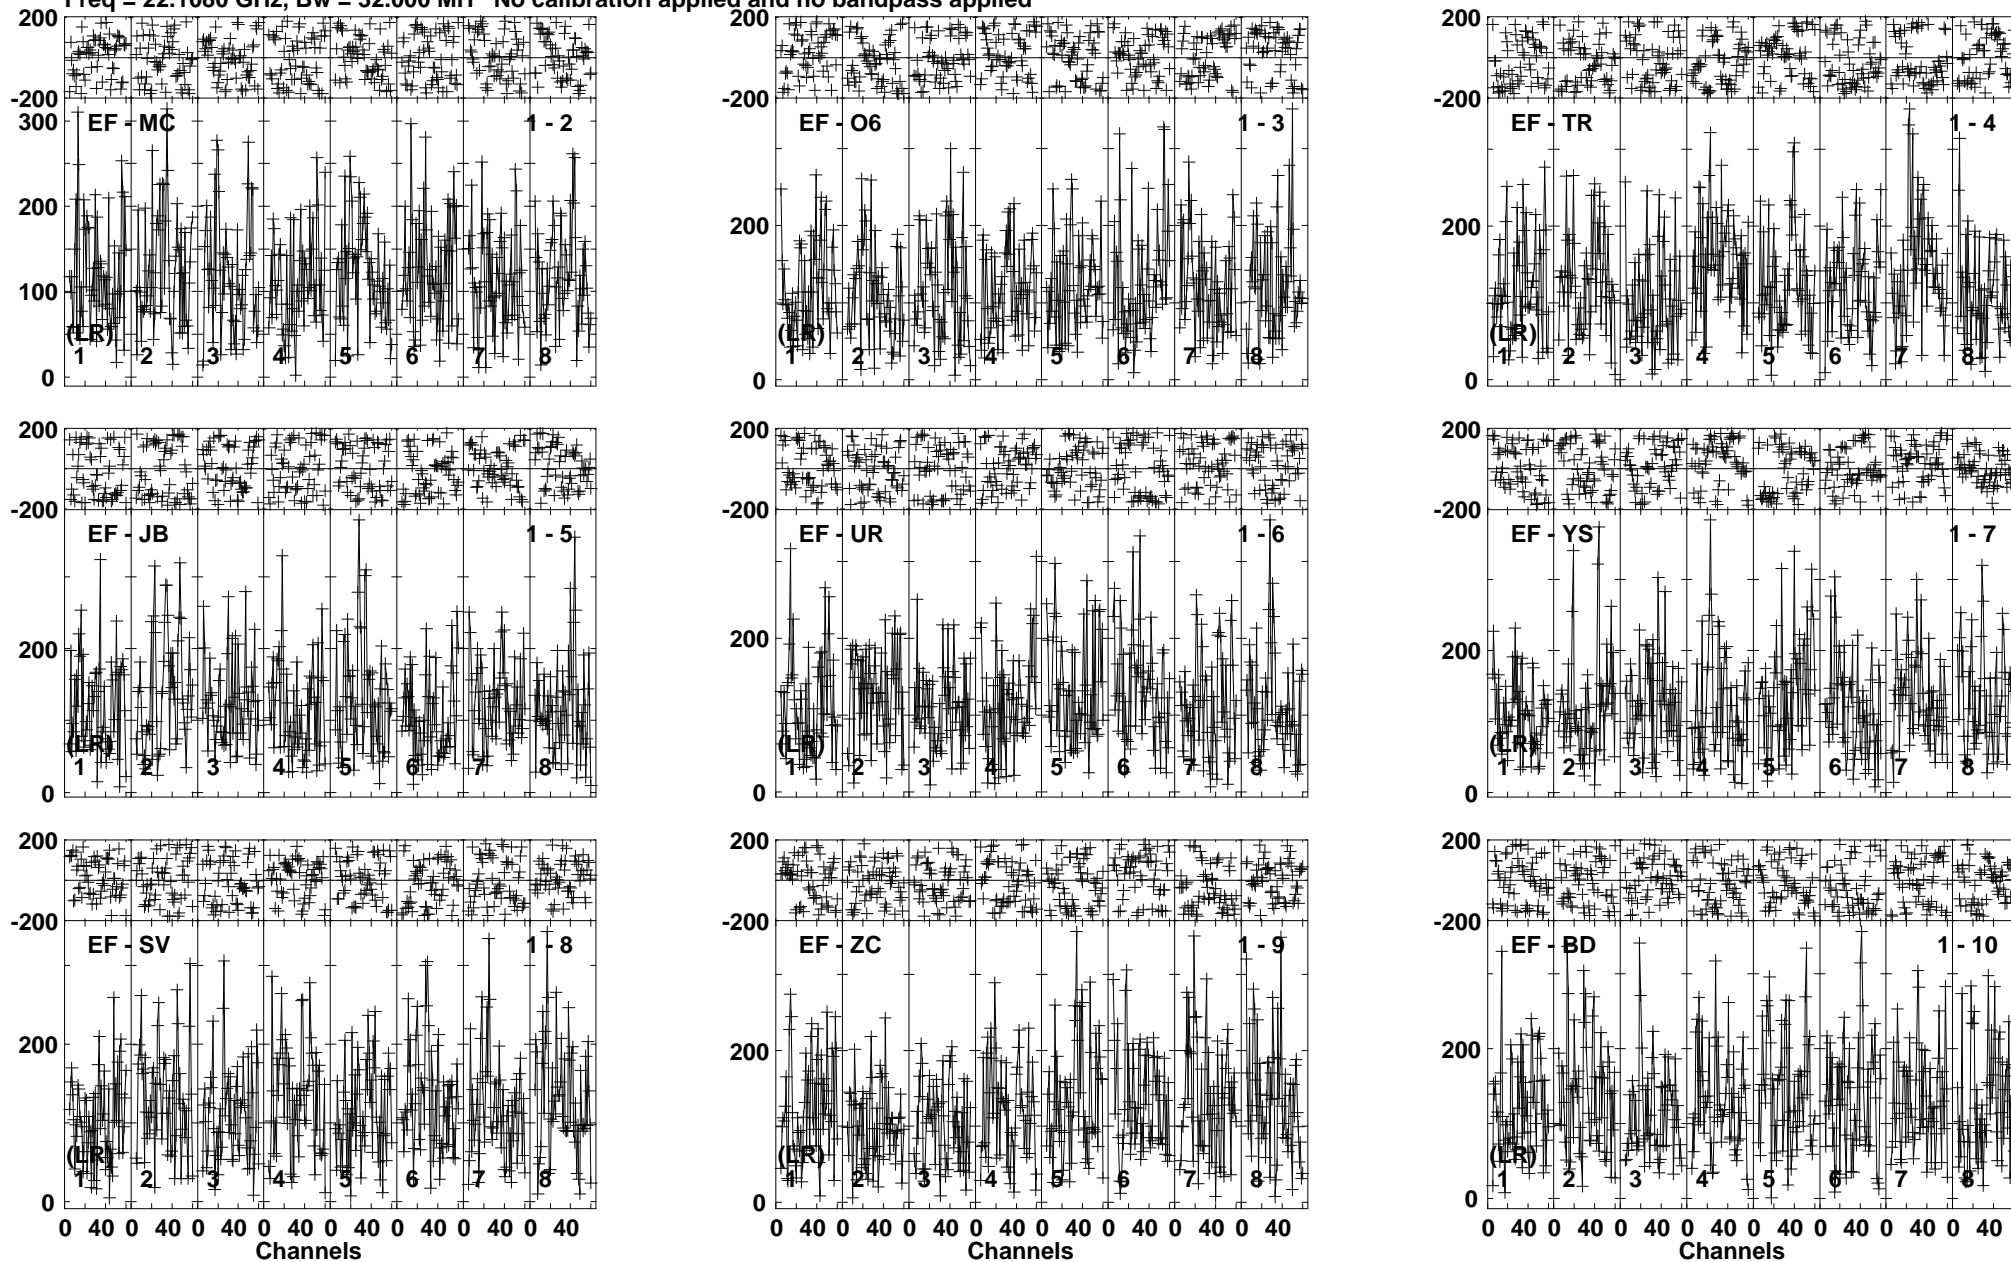 Freq = 22.1080 GHz, Bw = 32.000 MH No calibration applied and no bandpass applied
200 200 200
-200 -200 -200
300 EF - MC 1 - 2 EF - O6 1 - 3 EF - TR 1 - 4
200 200 200
100
(LR) (LR) (LR)
1 2 3 4 5 6 7 8 1 2 3 4 5 6 7 8 1 2 3 4 5 6 7 8
0 0 0
200 200 200
-200 -200 -200
EF - JB 1 - 5 EF - UR 1 - 6 EF - YS 1 - 7
200 200 200
(LR) (LR) (LR)
1 2 3 4 5 6 7 8 1 2 3 4 5 6 7 8 1 2 3 4 5 6 7 8
0 0 0
200 200 200
-200 -200 -200
EF - SV 1 - 8 EF - ZC 1 - 9 EF - BD 1 - 10
200 200 200
(LR) (LR) (LR)
1 2 3 4 5 6 7 8 1 2 3 4 5 6 7 8 1 2 3 4 5 6 7 8
0 0 0
0 40 0 40 0 40 0 40 0 40 0 40 0 40 0 40 0 40 0 40 0 40 0 40 0 40 0 40 0 40 0 40 0 40 0 40 0 40 0 40 0 40 0 40 0 40 0 40
Channels Channels Channels